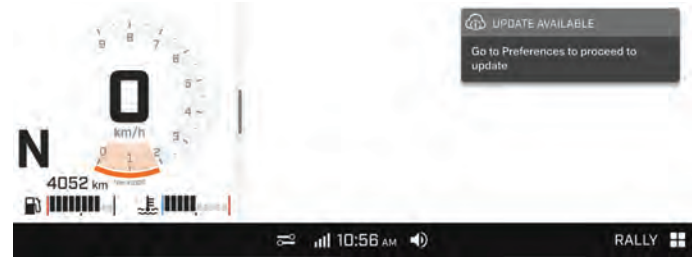 UPDATE AVAILABLE
Go to Preferences to proceed to
update
9
8
7
6
5
4
3
2
1
0
0
km/h
N
4052 km
10:56 AM
RALLY